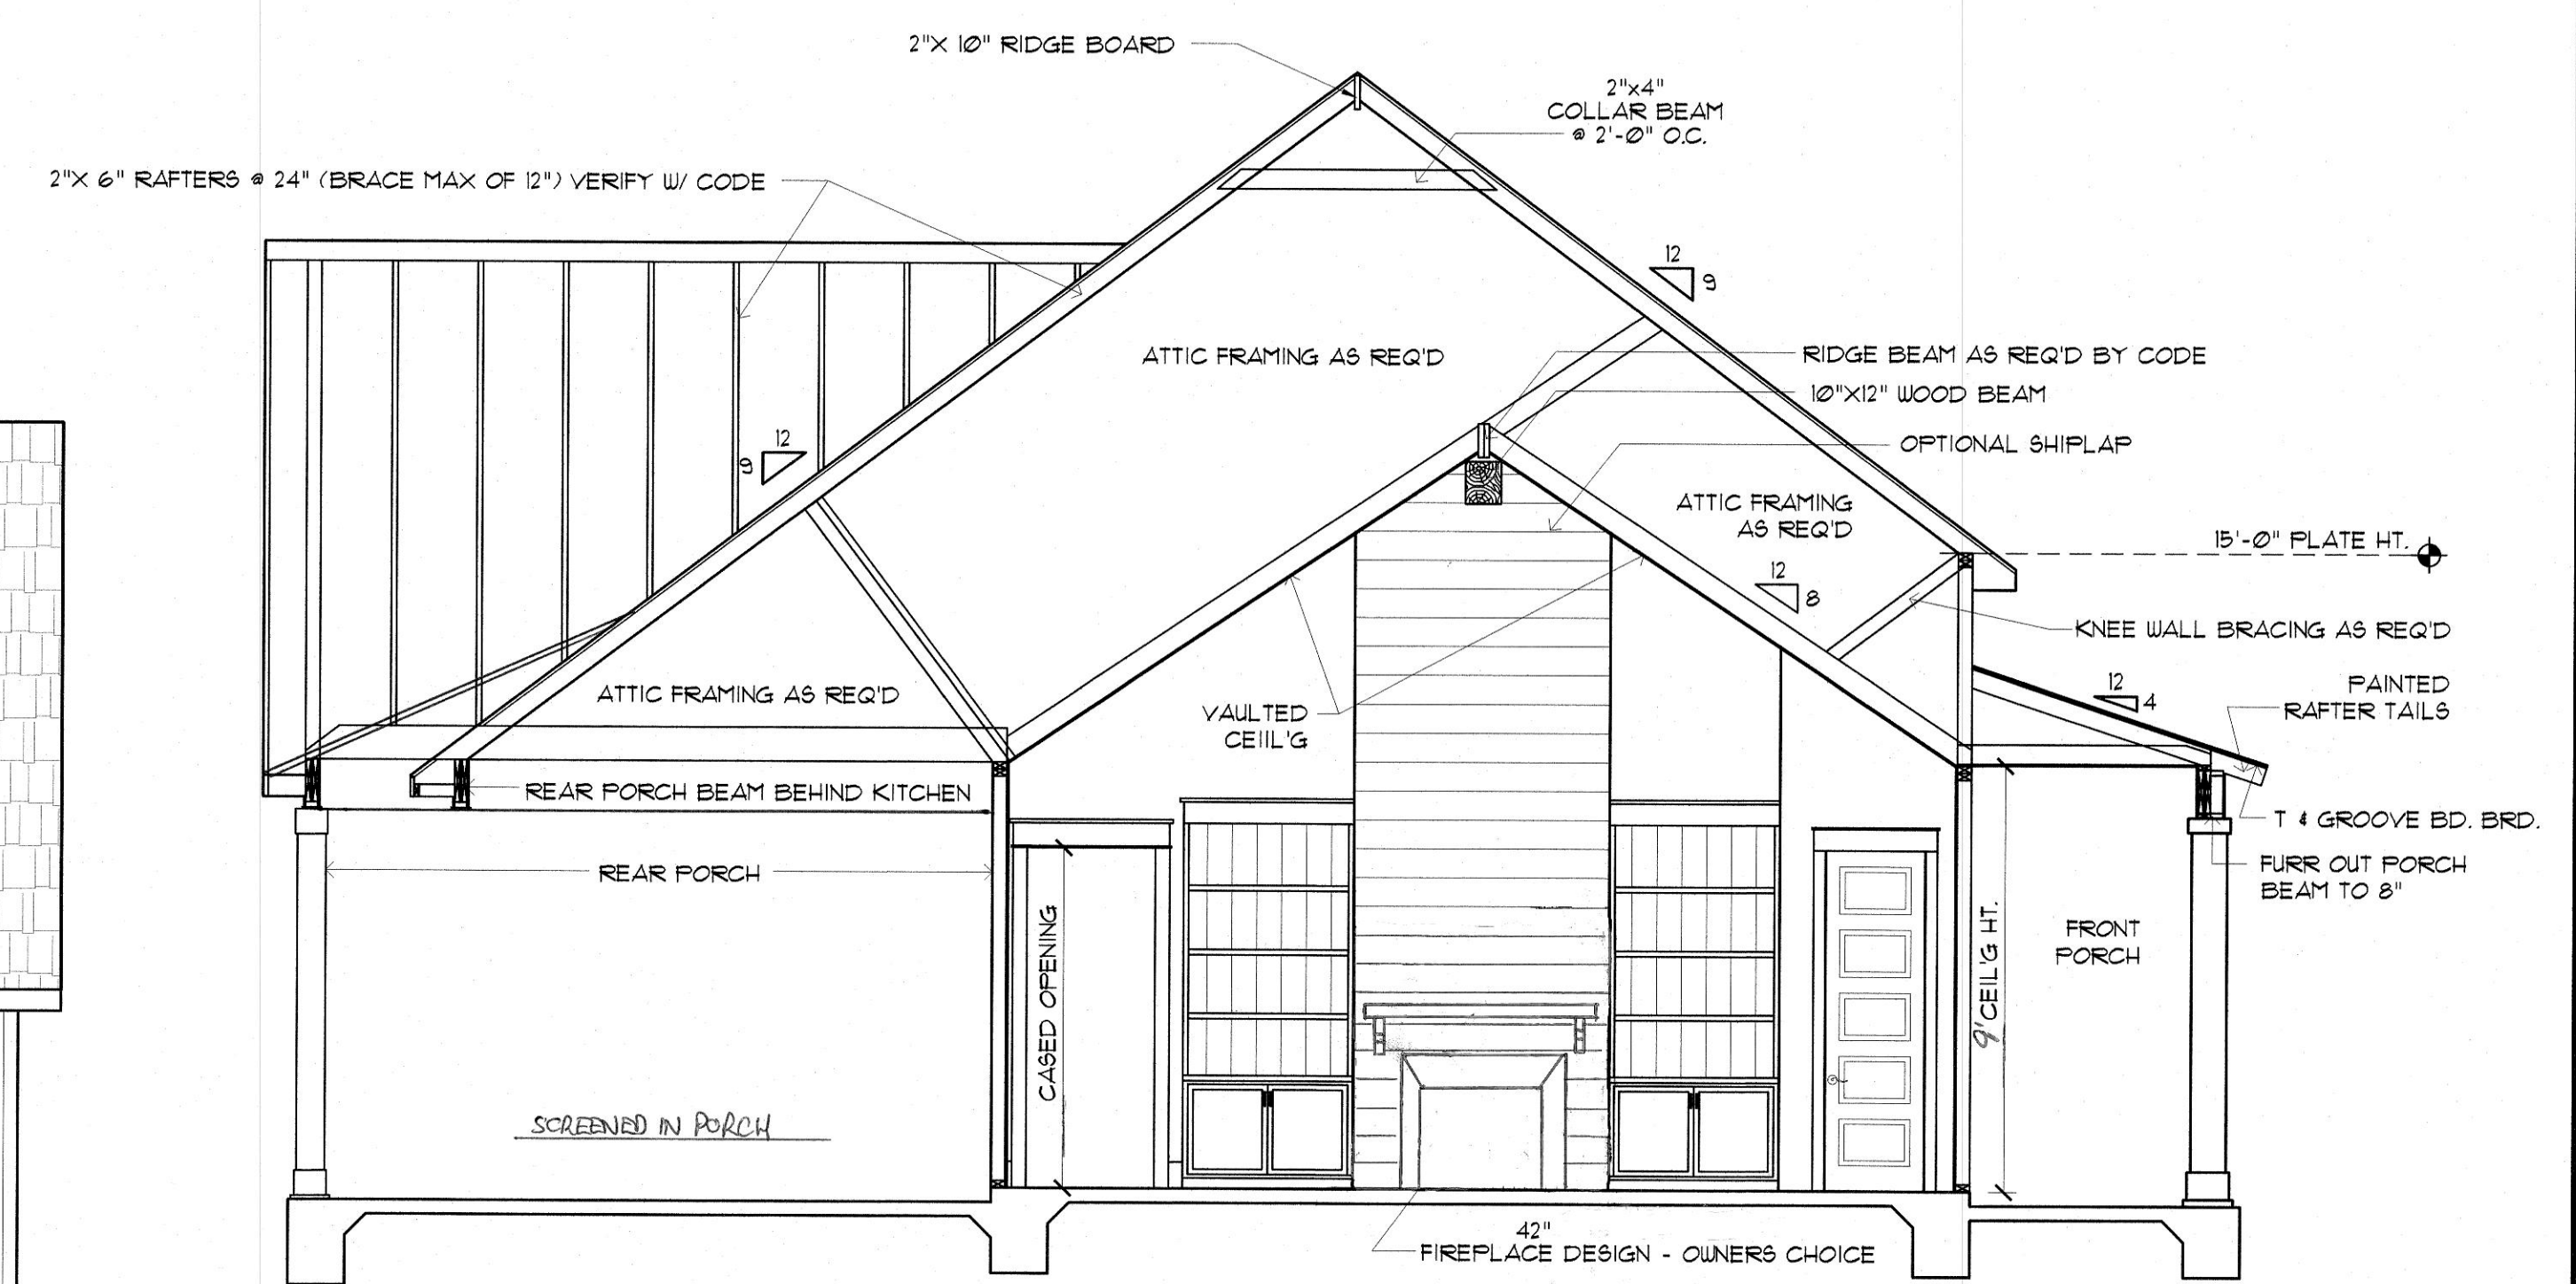 2"X 10" RIDGE BOARD
2"x4"
COLLAR BEAM
@ 2'-0" O.C.
2"X 6" RAFTERS @ 24" (BRACE MAX OF 12") VERIFY W/ CODE
12
9
ATTIC FRAMING AS REQ'D
RIDGE BEAM AS REQ'D BY CODE
10"X12" WOOD BEAM
12
9
OPTIONAL SHIPLAP
ATTIC FRAMING
AS REQ'D
15'-0" PLATE HT.
12
8
KNEE WALL BRACING AS REQ'D
ATTIC FRAMING AS REQ'D
VAULTED
CEIIL'G
12
4
PAINTED
RAFTER TAILS
REAR PORCH BEAM BEHIND KITCHEN
T & GROOVE BD. BRD.
FURR OUT PORCH
BEAM TO 8"
REAR PORCH
CASED OPENING
9' CEIL'G HT.
FRONT
PORCH
SCREENED IN PORCH
42"
FIREPLACE DESIGN - OWNERS CHOICE